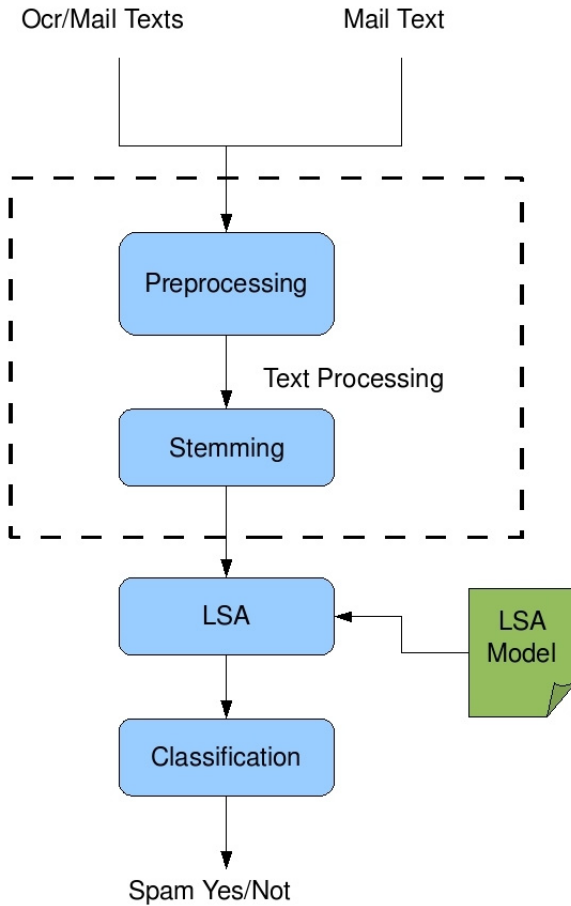 Ocr/Mail Texts
Mail Text
Preprocessing
Text Processing
Stemming
LSA
LSA
Model
Classification
Spam Yes/Not